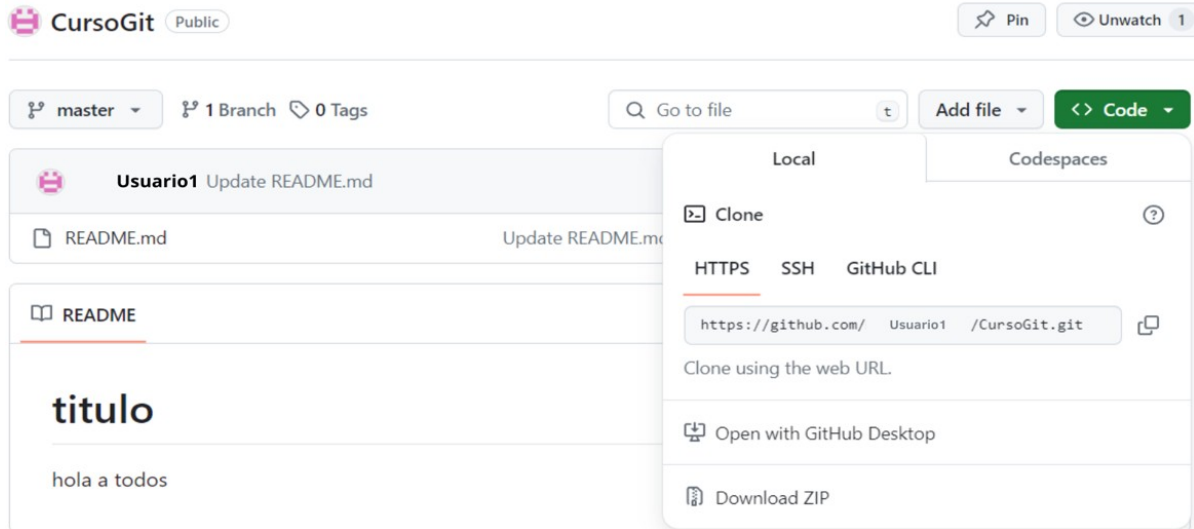 CursoGit Public Pin Unwatch 1
master 1 Branch 0 Tags Go to file t Add file <> Code
Local Codespaces
Usuario1 Update README.md
Clone
README.md Update README.m
HTTPS SSH GitHub CLI
README
https://github.com/ Usuario1 /CursoGit.git
Clone using the web URL.
titulo
Open with GitHub Desktop
hola a todos
Download ZIP